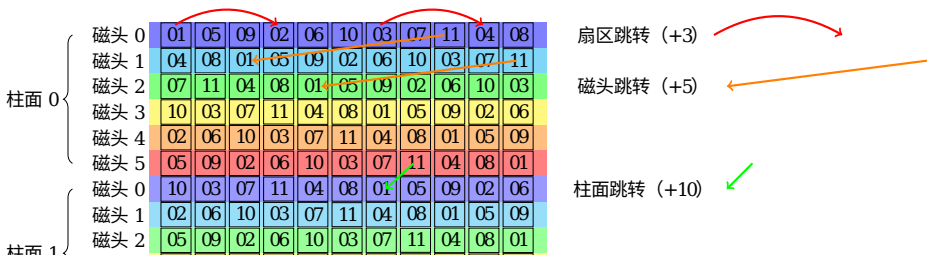 磁头 0 01 05 09 02 06 10 03 07 11 04 08 扇区跳转（+3）
磁头 1 04 08 01 05 09 02 06 10 03 07 11
磁头 2 07 11 04 08 01 05 09 02 06 10 03 磁头跳转（+5）
柱面 0
磁头 3 10 03 07 11 04 08 01 05 09 02 06
磁头 4 02 06 10 03 07 11 04 08 01 05 09
磁头 5 05 09 02 06 10 03 07 11 04 08 01
磁头 0 10 03 07 11 04 08 01 05 09 02 06 柱面跳转（+10）
磁头 1 02 06 10 03 07 11 04 08 01 05 09
磁头 2 05 09 02 06 10 03 07 11 04 08 01
柱面 1